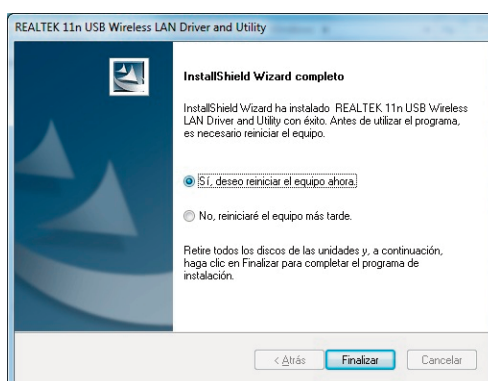 REALTEK 11n USB Wireless LAN Driver and Utility
InstallShield Wizard completo
InstallShield Wizard ha instalado REALTEK 11n USB Wireless
LAN Driver and Utility con éxito. Antes de utilizar el programa,
es necesario reiniciar el equipo.
Sí, deseo reiniciar el equipo ahora.
No, reiniciaré el equipo más tarde.
Retire todos los discos de las unidades y, a continuación,
haga clic en Finalizar para completar el programa de
instalación.
< Atrás
Finalizar
Cancelar